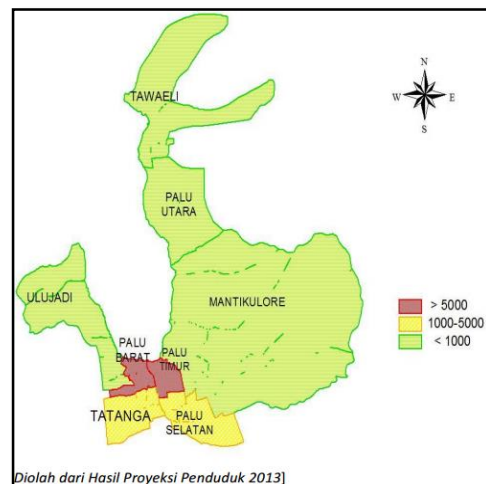 N
W E
S
TAWAELI
PALU
UTARA
ULUJADI
MANTIKULORE
PALU
BARAT
PALU
TIMUR
TATANGA
PALU
SELATAN
> 5000
1000-5000
< 1000
Diolah dari Hasil Proyeksi Penduduk 2013]